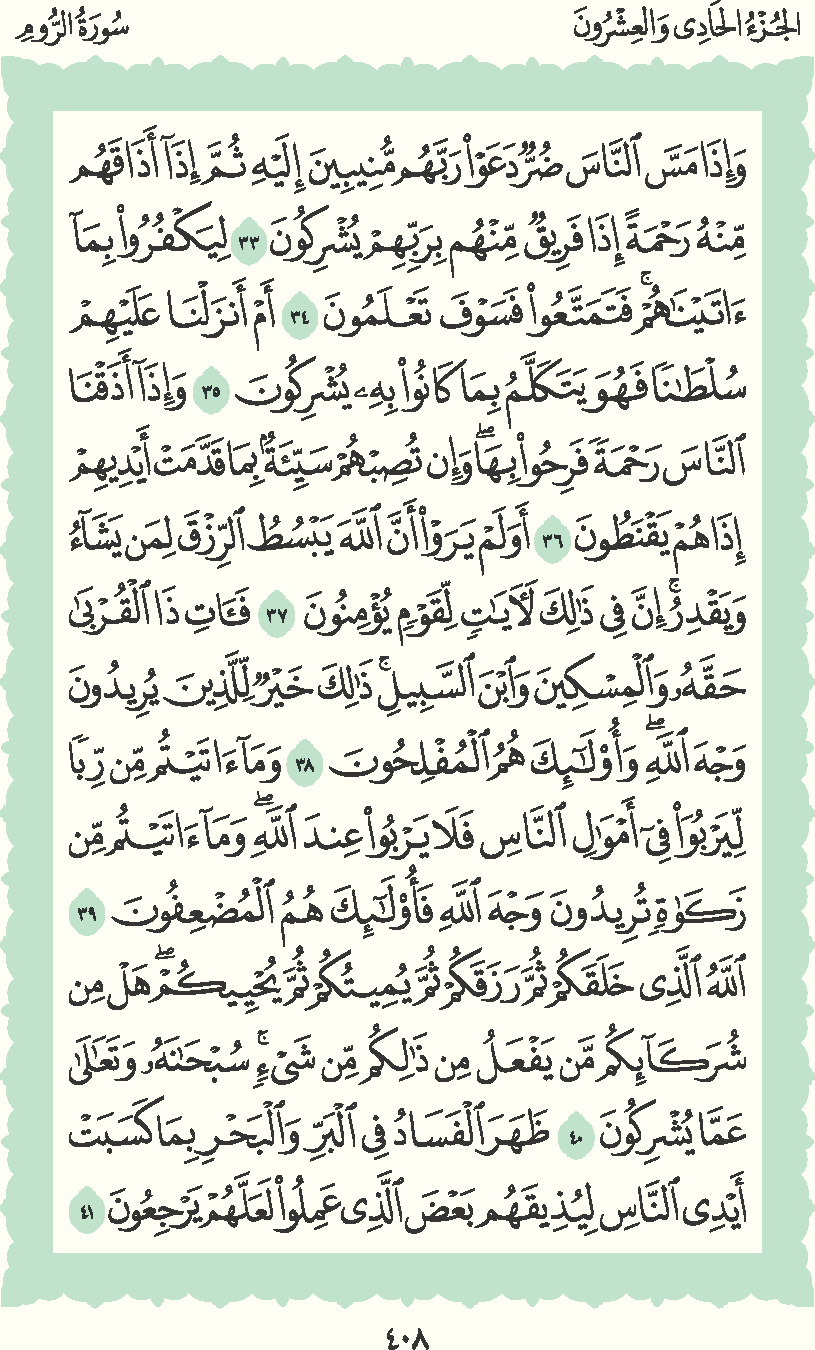 الجُزْءُ الحَادِى وَالعِشْرُونَ
سُورَةُ الرُّومِ
وَإِذَا مَسَّ ٱلنَّاسَ ضُرٌّ دَعَوْا۟ رَبَّهُم مُّنِيبِينَ إِلَيْهِ ثُمَّ إِذَآ أَذَاقَهُم
مِّنْهُ رَحْمَةً إِذَا فَرِيقٌ مِّنْهُم بِرَبِّهِمْ يُشْرِكُونَ ٣٣ لِيَكْفُرُوا۟ بِمَآ
ءَاتَيْنَٰهُمْ ۚ فَتَمَتَّعُوا۟ فَسَوْفَ تَعْلَمُونَ ٣٤ أَمْ أَنزَلْنَا عَلَيْهِمْ
سُلْطَٰنًا فَهُوَ يَتَكَلَّمُ بِمَا كَانُوا۟ بِهِۦ يُشْرِكُونَ ٣٥ وَإِذَآ أَذَقْنَا
ٱلنَّاسَ رَحْمَةً فَرِحُوا۟ بِهَا ۖ وَإِن تُصِبْهُمْ سَيِّئَةٌۢ بِمَا قَدَّمَتْ أَيْدِيهِمْ
إِذَا هُمْ يَقْنَطُونَ ٣٦ أَوَلَمْ يَرَوْا۟ أَنَّ ٱللَّهَ يَبْسُطُ ٱلرِّزْقَ لِمَن يَشَآءُ
وَيَقْدِرُ ۚ إِنَّ فِى ذَٰلِكَ لَءَايَٰتٍ لِّقَوْمٍ يُؤْمِنُونَ ٣٧ فَـَٔاتِ ذَا ٱلْقُرْبَىٰ
حَقَّهُۥ وَٱلْمِسْكِينَ وَٱبْنَ ٱلسَّبِيلِ ۚ ذَٰلِكَ خَيْرٌ لِّلَّذِينَ يُرِيدُونَ
وَجْهَ ٱللَّهِ ۖ وَأُو۟لَٰٓئِكَ هُمُ ٱلْمُفْلِحُونَ ٣٨ وَمَآ ءَاتَيْتُم مِّن رِّبًا
لِّيَرْبُوَا۟ فِىٓ أَمْوَٰلِ ٱلنَّاسِ فَلَا يَرْبُوا۟ عِندَ ٱللَّهِ ۖ وَمَآ ءَاتَيْتُم مِّن
زَكَوٰةٍ تُرِيدُونَ وَجْهَ ٱللَّهِ فَأُو۟لَٰٓئِكَ هُمُ ٱلْمُضْعِفُونَ ٣٩
ٱللَّهُ ٱلَّذِى خَلَقَكُمْ ثُمَّ رَزَقَكُمْ ثُمَّ يُمِيتُكُمْ ثُمَّ يُحْيِيكُمْ ۖ هَلْ مِن
شُرَكَآئِكُم مَّن يَفْعَلُ مِن ذَٰلِكُم مِّن شَىْءٍ ۚ سُبْحَٰنَهُۥ وَتَعَٰلَىٰ
عَمَّا يُشْرِكُونَ ٤٠ ظَهَرَ ٱلْفَسَادُ فِى ٱلْبَرِّ وَٱلْبَحْرِ بِمَا كَسَبَتْ
أَيْدِى ٱلنَّاسِ لِيُذِيقَهُم بَعْضَ ٱلَّذِى عَمِلُوا۟ لَعَلَّهُمْ يَرْجِعُونَ ٤١
٤٠٨